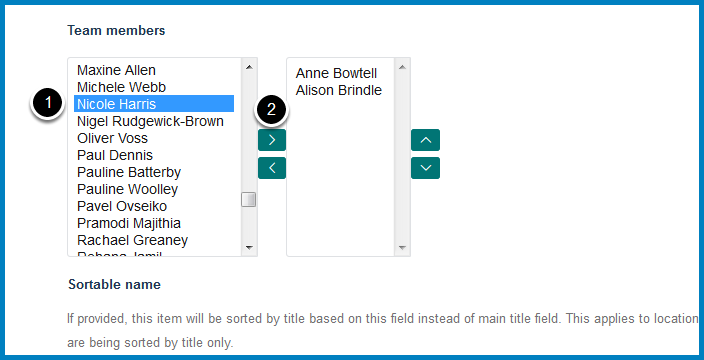 Team members
Maxine Allen
Michele Webb
1
Nicole Harris
Nigel Rudgewick-Brown
Oliver Voss
Paul Dennis
Pauline Batterby
Pauline Woolley
Pavel Ovseiko
Pramodi Majithia
Rachael Greaney
2
Anne Bowtell
Alison Brindle
Sortable name
If provided, this item will be sorted by title based on this field instead of main title field. This applies to location
are being sorted by title only.